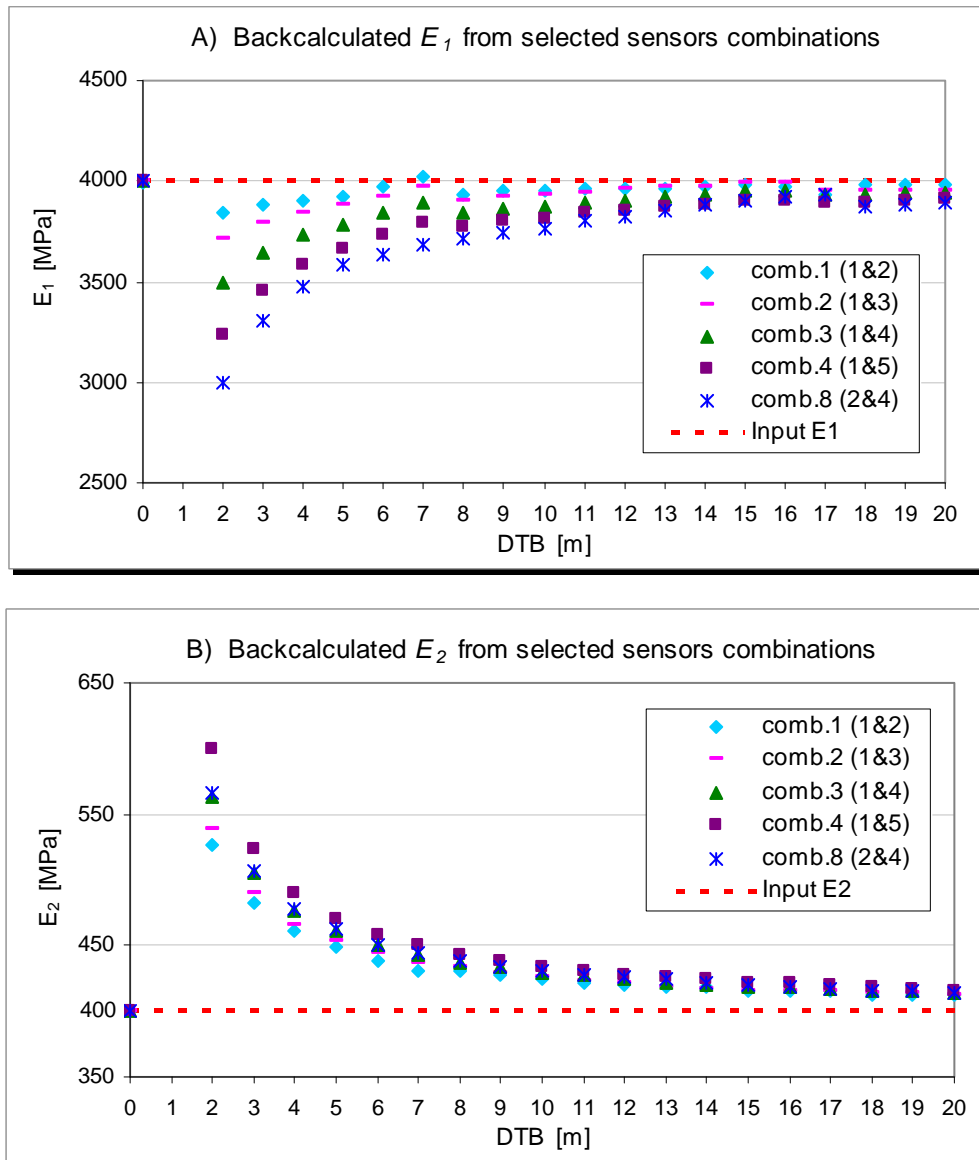 A) Backcalculated E1 from selected sensors combinations
4500
4000
3500
3000
2500
E1 [MPa]
comb.1 (1&2)
comb.2 (1&3)
comb.3 (1&4)
comb.4 (1&5)
comb.8 (2&4)
Input E1
0 1 2 3 4 5 6 7 8 9 10 11 12 13 14 15 16 17 18 19 20
DTB [m]
B) Backcalculated E2 from selected sensors combinations
650
550
450
400
350
E2 [MPa]
comb.1 (1&2)
comb.2 (1&3)
comb.3 (1&4)
comb.4 (1&5)
comb.8 (2&4)
Input E2
0 1 2 3 4 5 6 7 8 9 10 11 12 13 14 15 16 17 18 19 20
DTB [m]